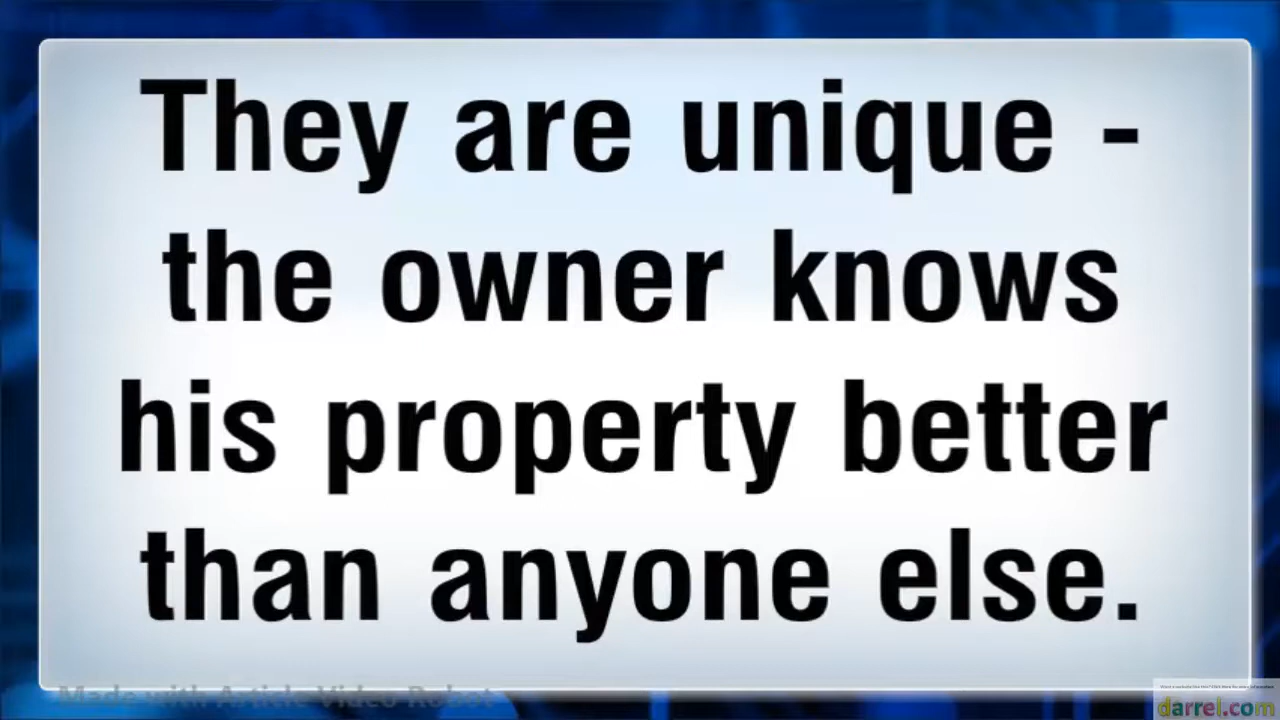 They are unique -
the owner knows
his property better
than anyone else.
Made with Article Video Robot
darrel.com